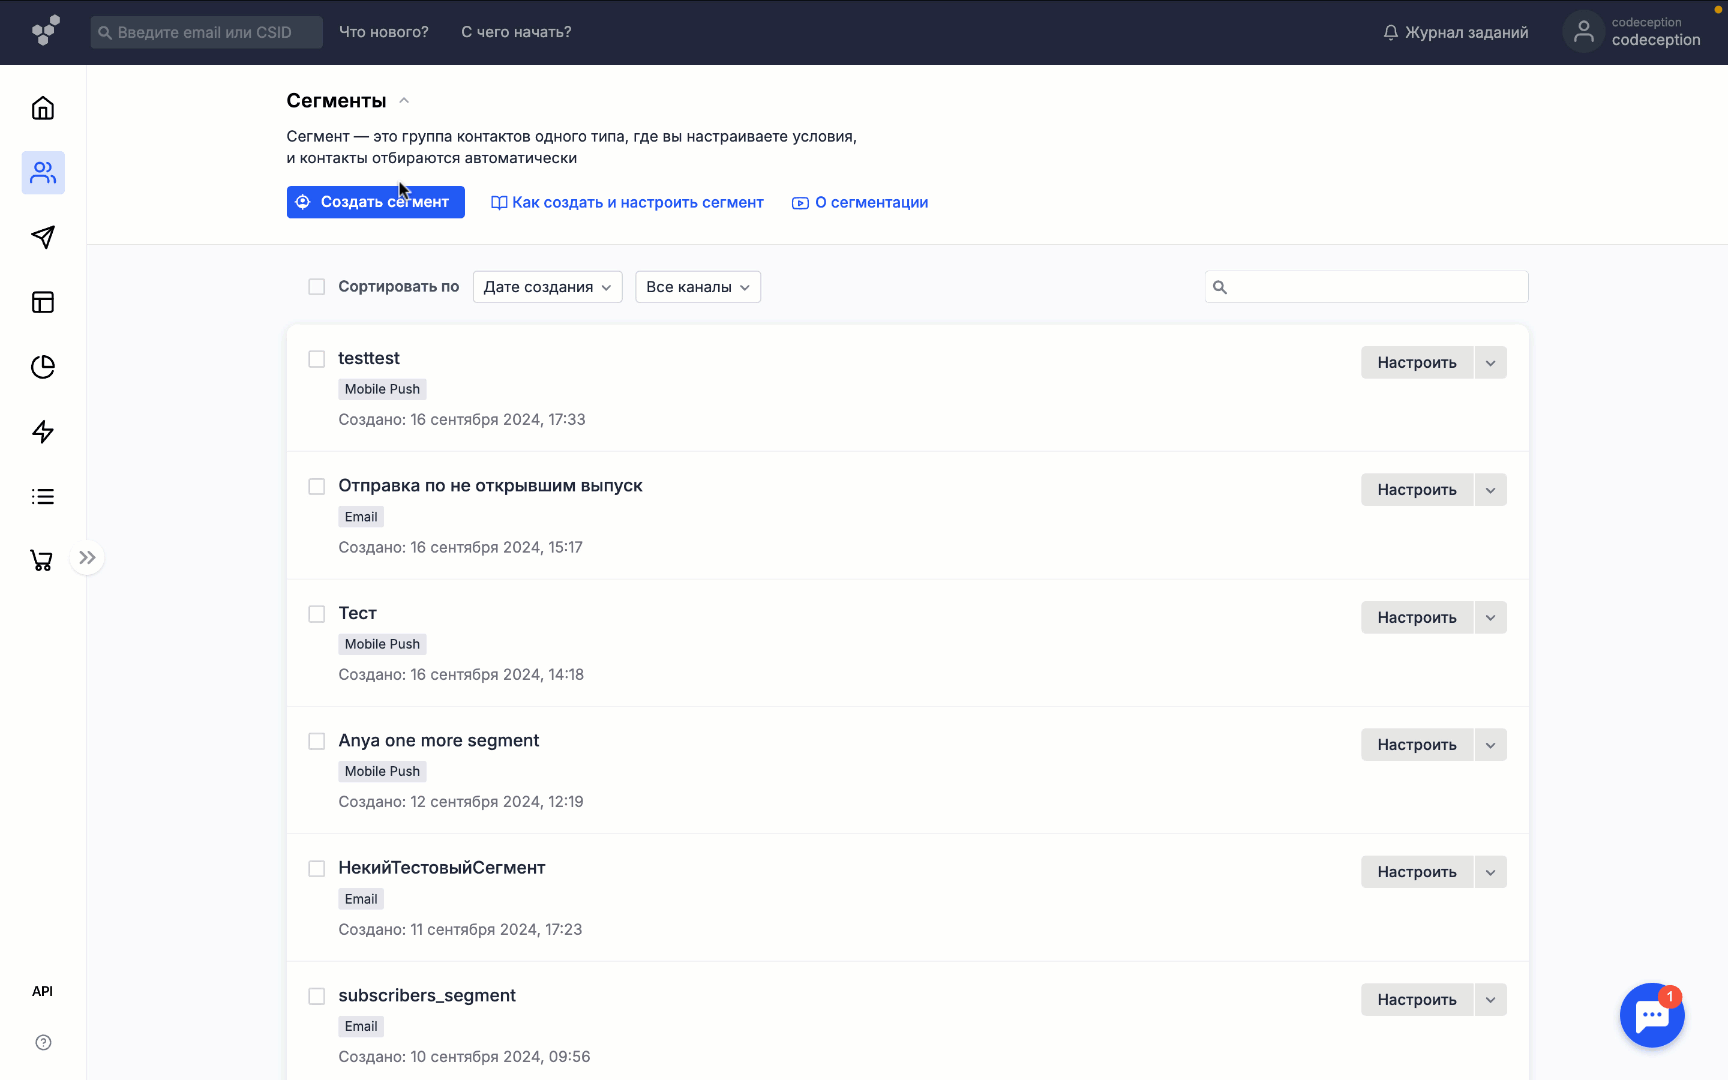 Введите email или CSID
Что нового?
С чего начать?
Журнал заданий
codeception
codeception
Сегменты
Сегмент — это группа контактов одного типа, где вы настраиваете условия,
и контакты отбираются автоматически
Создать сегмент
Как создать и настроить сегмент
О сегментации
Сортировать по
Дате создания
Все каналы
testtest
Настроить
Mobile Push
Создано: 16 сентября 2024, 17:33
Отправка по не открывшим выпуск
Настроить
Email
Создано: 16 сентября 2024, 15:17
Тест
Настроить
Mobile Push
Создано: 16 сентября 2024, 14:18
Anya one more segment
Настроить
Mobile Push
Создано: 12 сентября 2024, 12:19
НекийТестовыйСегмент
Настроить
Email
Создано: 11 сентября 2024, 17:23
subscribers_segment
Настроить
Email
Создано: 10 сентября 2024, 09:56
API
1